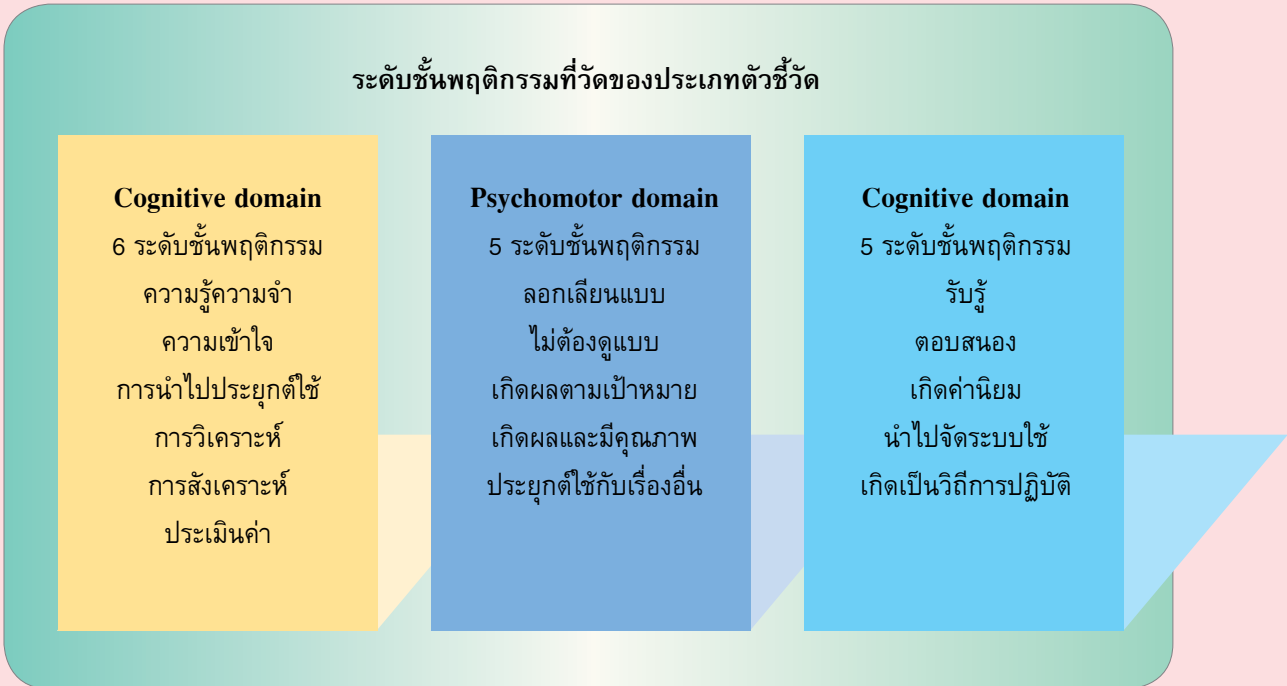 ระดับชั้นพฤติกรรมที่วัดของประเภทตัวชี้วัด
Cognitive domain
6 ระดับชั้นพฤติกรรม
ความรู้ความจำ
ความเข้าใจ
การนำไปประยุกต์ใช้
การวิเคราะห์
การสังเคราะห์
ประเมินค่า
Psychomotor domain
5 ระดับชั้นพฤติกรรม
ลอกเลียนแบบ
ไม่ต้องดูแบบ
เกิดผลตามเป้าหมาย
เกิดผลและมีคุณภาพ
ประยุกต์ใช้กับเรื่องอื่น
Cognitive domain
5 ระดับชั้นพฤติกรรม
รับรู้
ตอบสนอง
เกิดค่านิยม
นำไปจัดระบบใช้
เกิดเป็นวิถีการปฏิบัติ